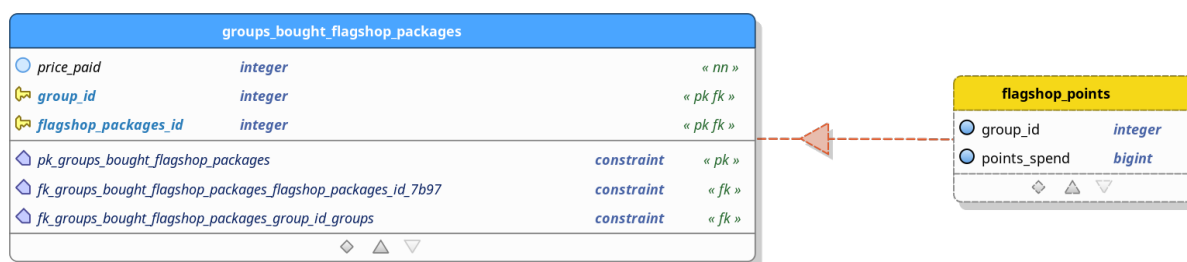 groups_bought_flagshop_packages
price_paid integer « nn »
group_id integer « pk fk »
flagshop_packages_id integer « pk fk »
pk_groups_bought_flagshop_packages constraint « pk »
fk_groups_bought_flagshop_packages_flagshop_packages_id_7b97 constraint « fk »
fk_groups_bought_flagshop_packages_group_id_groups constraint « fk »
flagshop_points
group_id integer
points_spend bigint